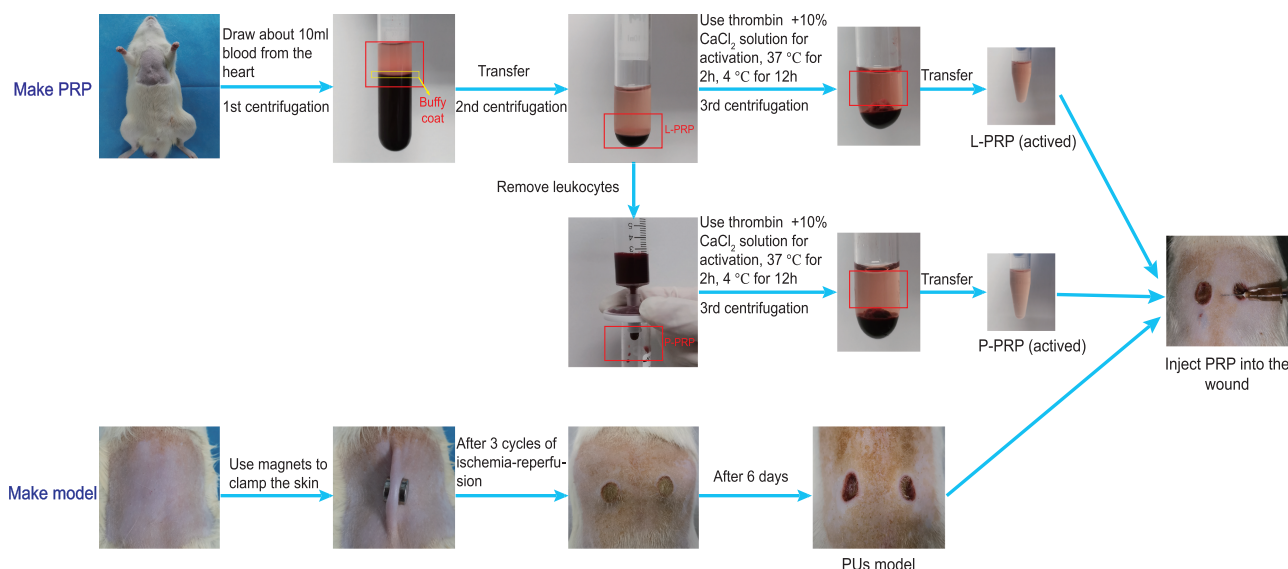 Make PRP
Draw about 10ml
blood from the
heart
1st centrifugation
Buffy
coat
Transfer
2nd centrifugation
L-PRP
Use thrombin +10%
CaCl₂ solution for
activation, 37 °C for
2h, 4 °C for 12h
3rd centrifugation
Transfer
L-PRP (actived)
Remove leukocytes
5
4
3
P-PRP
Use thrombin +10%
CaCl₂ solution for
activation, 37 °C for
2h, 4 °C for 12h
3rd centrifugation
Transfer
P-PRP (actived)
Inject PRP into the
wound
Make model
Use magnets to
clamp the skin
After 3 cycles of
ischemia-reperfu-
sion
After 6 days
PUs model